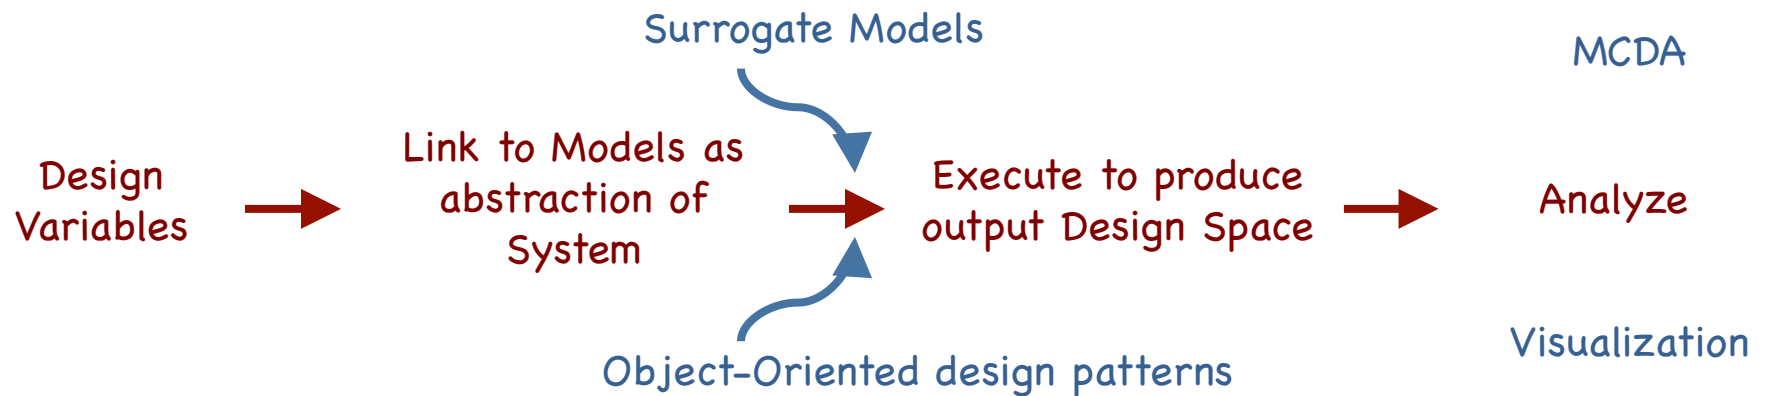 Surrogate Models
MCDA
Design
Variables
Link to Models as
abstraction of
System
Execute to produce
output Design Space
Analyze
Object-Oriented design patterns
Visualization